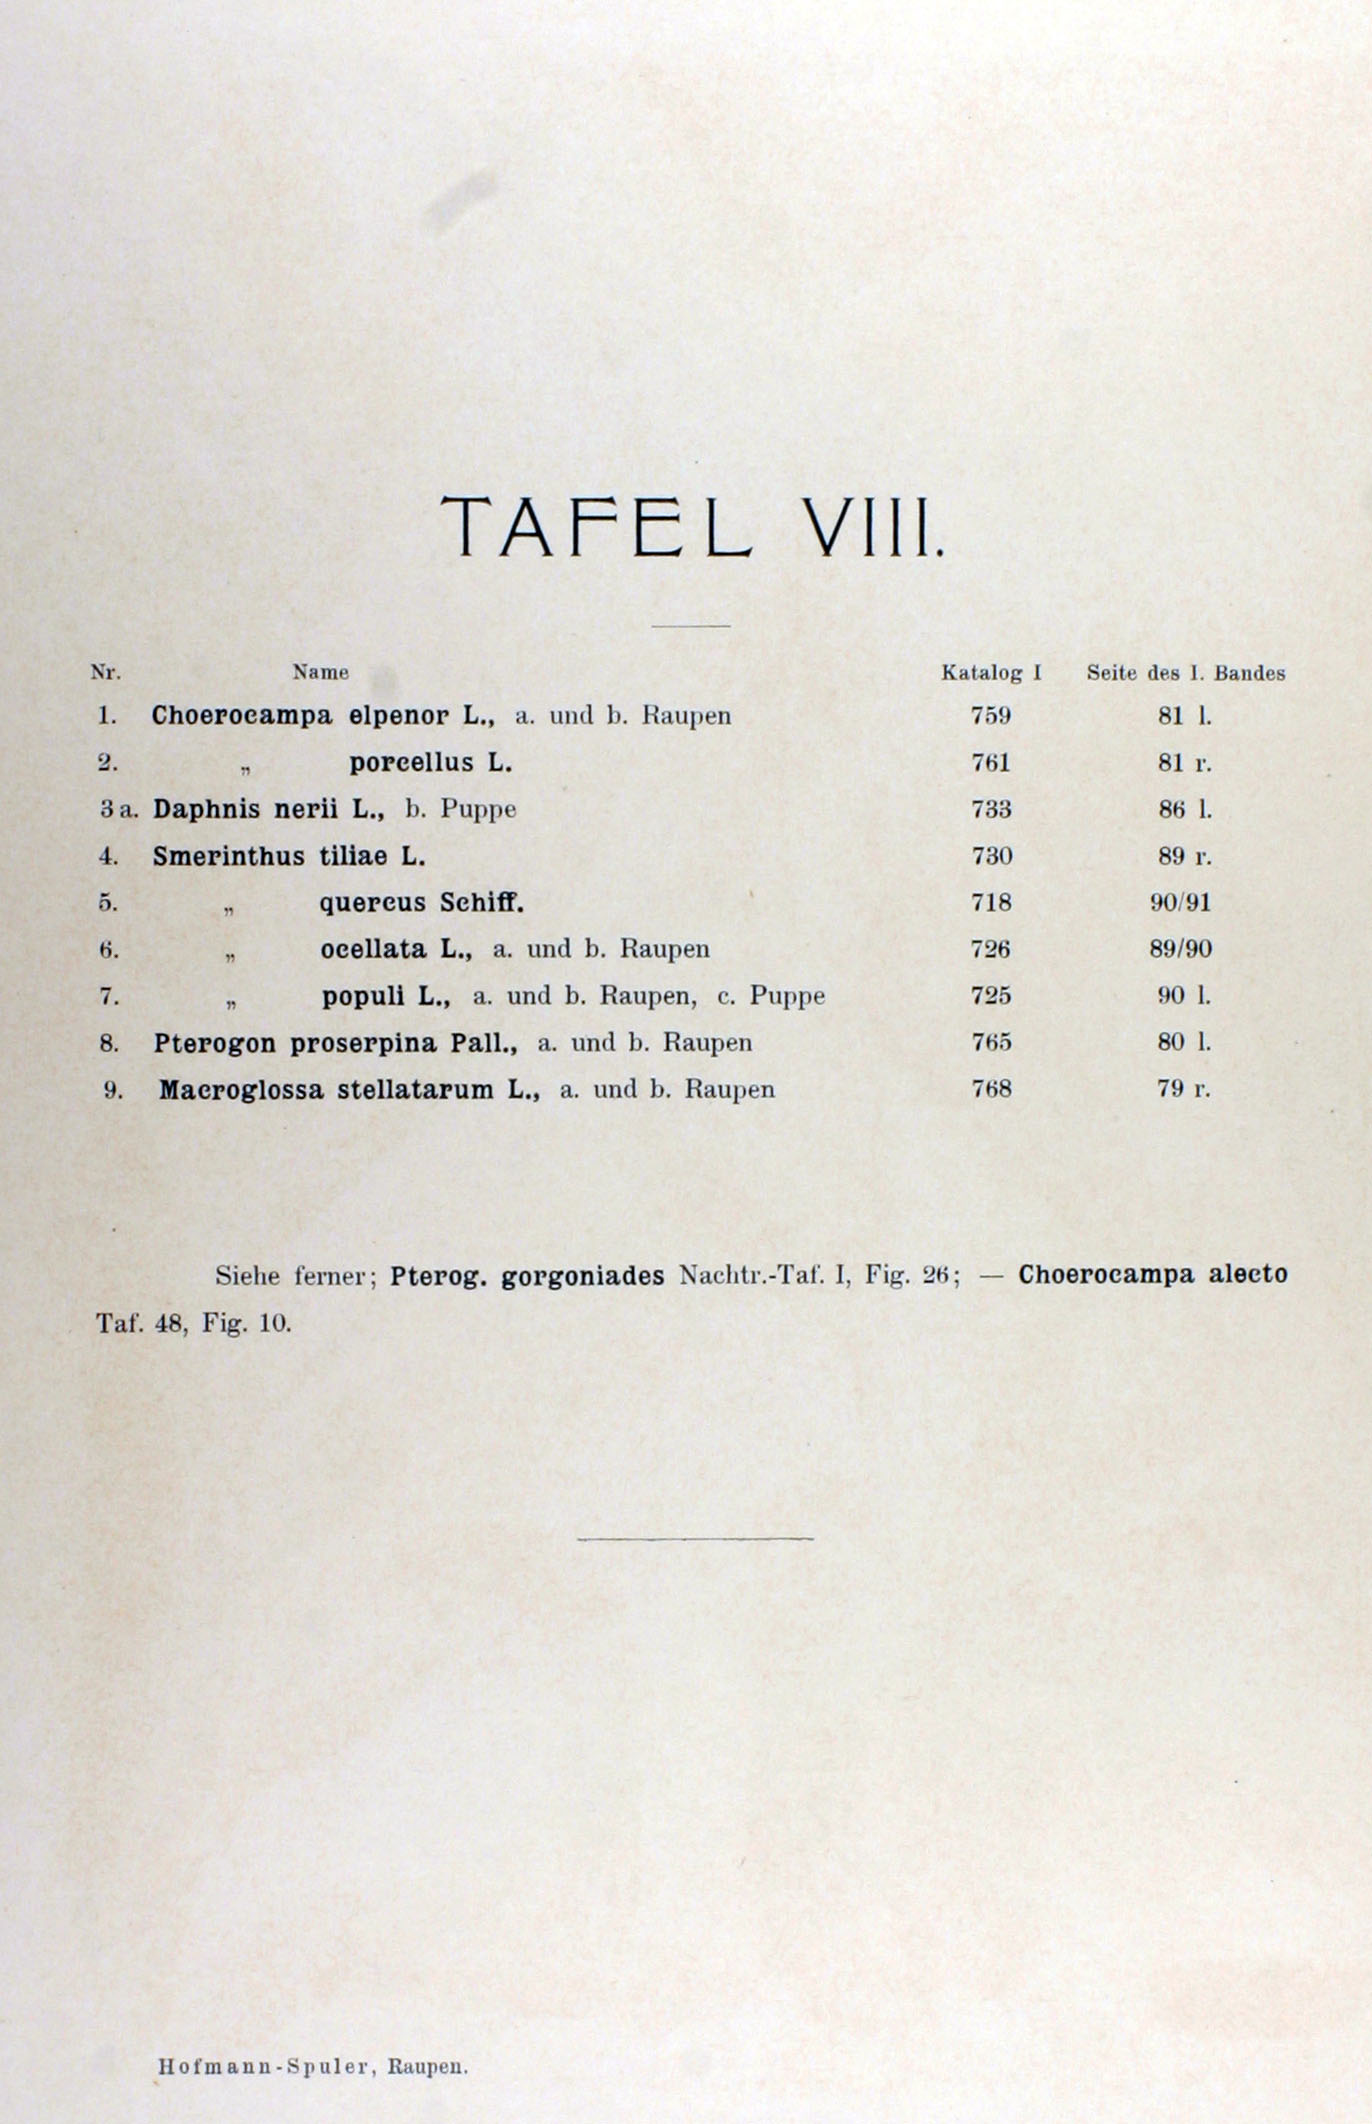 TAFEL VIII.
Nr. Name Katalog I Seite des I. Bandes
1. Choerocampa elpenor L., a. und b. Raupen 759 81 l.
2. „ porcellus L. 761 81 r.
3a. Daphnis nerii L., b. Puppe 733 86 l.
4. Smerinthus tiliae L. 730 89 r.
5. „ quercus Schiff. 718 90/91
6. „ ocellata L., a. und b. Raupen 726 89/90
7. „ populi L., a. und b. Raupen, c. Puppe 725 90 l.
8. Pterogon proserpina Pall., a. und b. Raupen 765 80 l.
9. Macroglossa stellatarum L., a. und b. Raupen 768 79 r.
Siehe ferner; Pterog. gorgoniades Nachtr.-Taf. I, Fig. 26; — Choerocampa alecto
Taf. 48, Fig. 10.
Hofmann-Spuler, Raupen.